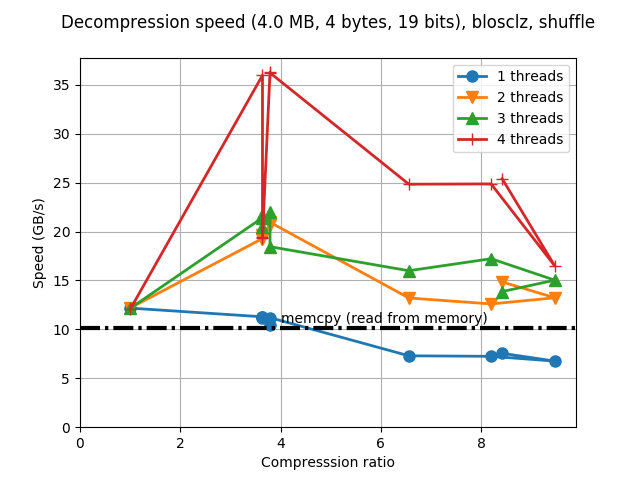 Decompression speed (4.0 MB, 4 bytes, 19 bits), blosclz, shuffle
1 threads
2 threads
3 threads
4 threads
35
30
25
20
15
10
5
0
Speed (GB/s)
memcpy (read from memory)
0 2 4 6 8
Compresssion ratio